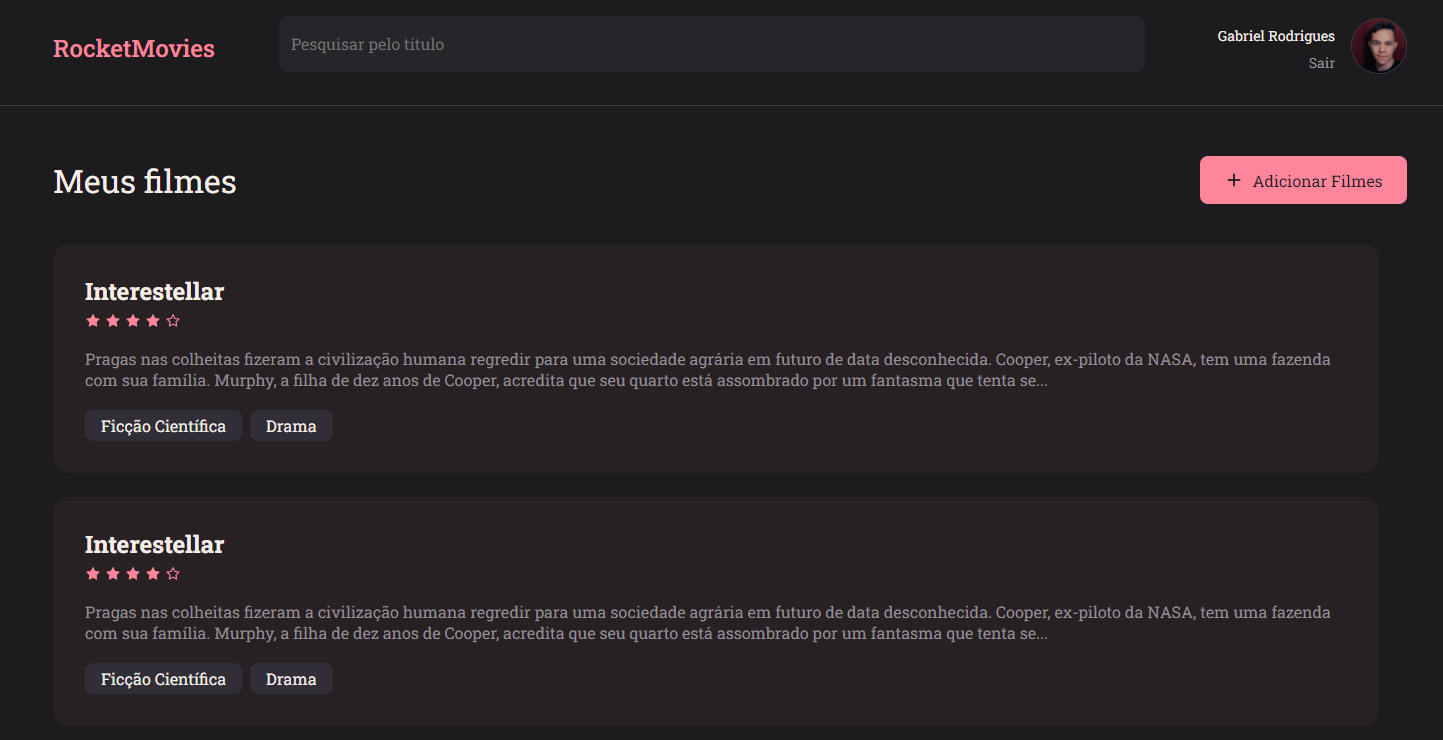 RocketMovies
Pesquisar pelo título
Gabriel Rodrigues
Sair
Meus filmes
Adicionar Filmes
Interestellar
Pragas nas colheitas fizeram a civilização humana regredir para uma sociedade agrária em futuro de data desconhecida. Cooper, ex-piloto da NASA, tem uma fazenda
com sua família. Murphy, a filha de dez anos de Cooper, acredita que seu quarto está assombrado por um fantasma que tenta se...
Ficção Científica Drama
Interestellar
Pragas nas colheitas fizeram a civilização humana regredir para uma sociedade agrária em futuro de data desconhecida. Cooper, ex-piloto da NASA, tem uma fazenda
com sua família. Murphy, a filha de dez anos de Cooper, acredita que seu quarto está assombrado por um fantasma que tenta se...
Ficção Científica Drama